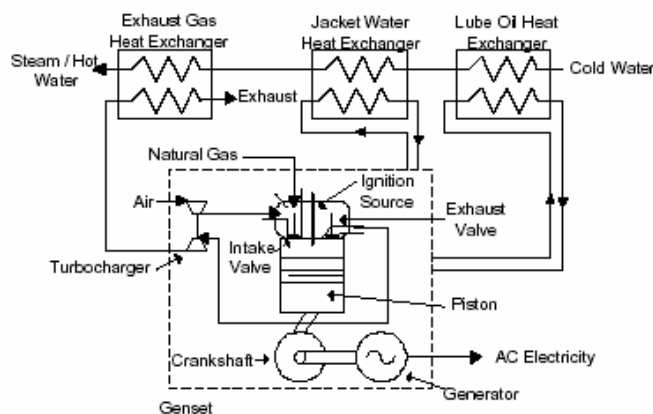 Exhaust Gas
Heat Exchanger
Jacket Water
Heat Exchanger
Lube Oil Heat
Exchanger
Steam / Hot
Water
Cold Water
Exhaust
Natural Gas
Ignition
Source
Air
Exhaust
Valve
Intake
Valve
Turbocharger
Piston
Crankshaft
AC Electricity
Generator
Genset